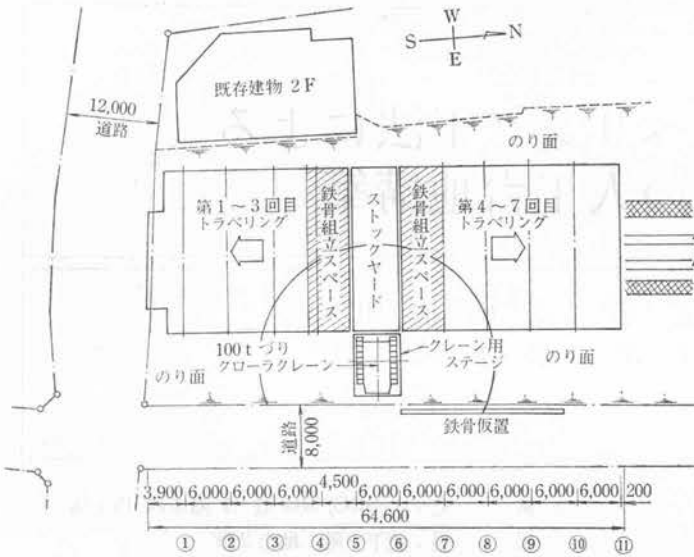 W
S N
E
既存建物 2F
12,000
道路
のり面
第1～3回目
トラベリング
鉄骨組立スペース
ストックヤード
鉄骨組立スペース
第4～7回目
トラベリング
100tづり
クローラクレーン
クレーン用
ステージ
のり面
のり面
道路
8,000
鉄骨仮置
3,900 6,000 6,000 6,000 4,500 6,000 6,000 6,000 6,000 6,000 6,000 200
64,600
① ② ③ ④ ⑤ ⑥ ⑦ ⑧ ⑨ ⑩ ⑪